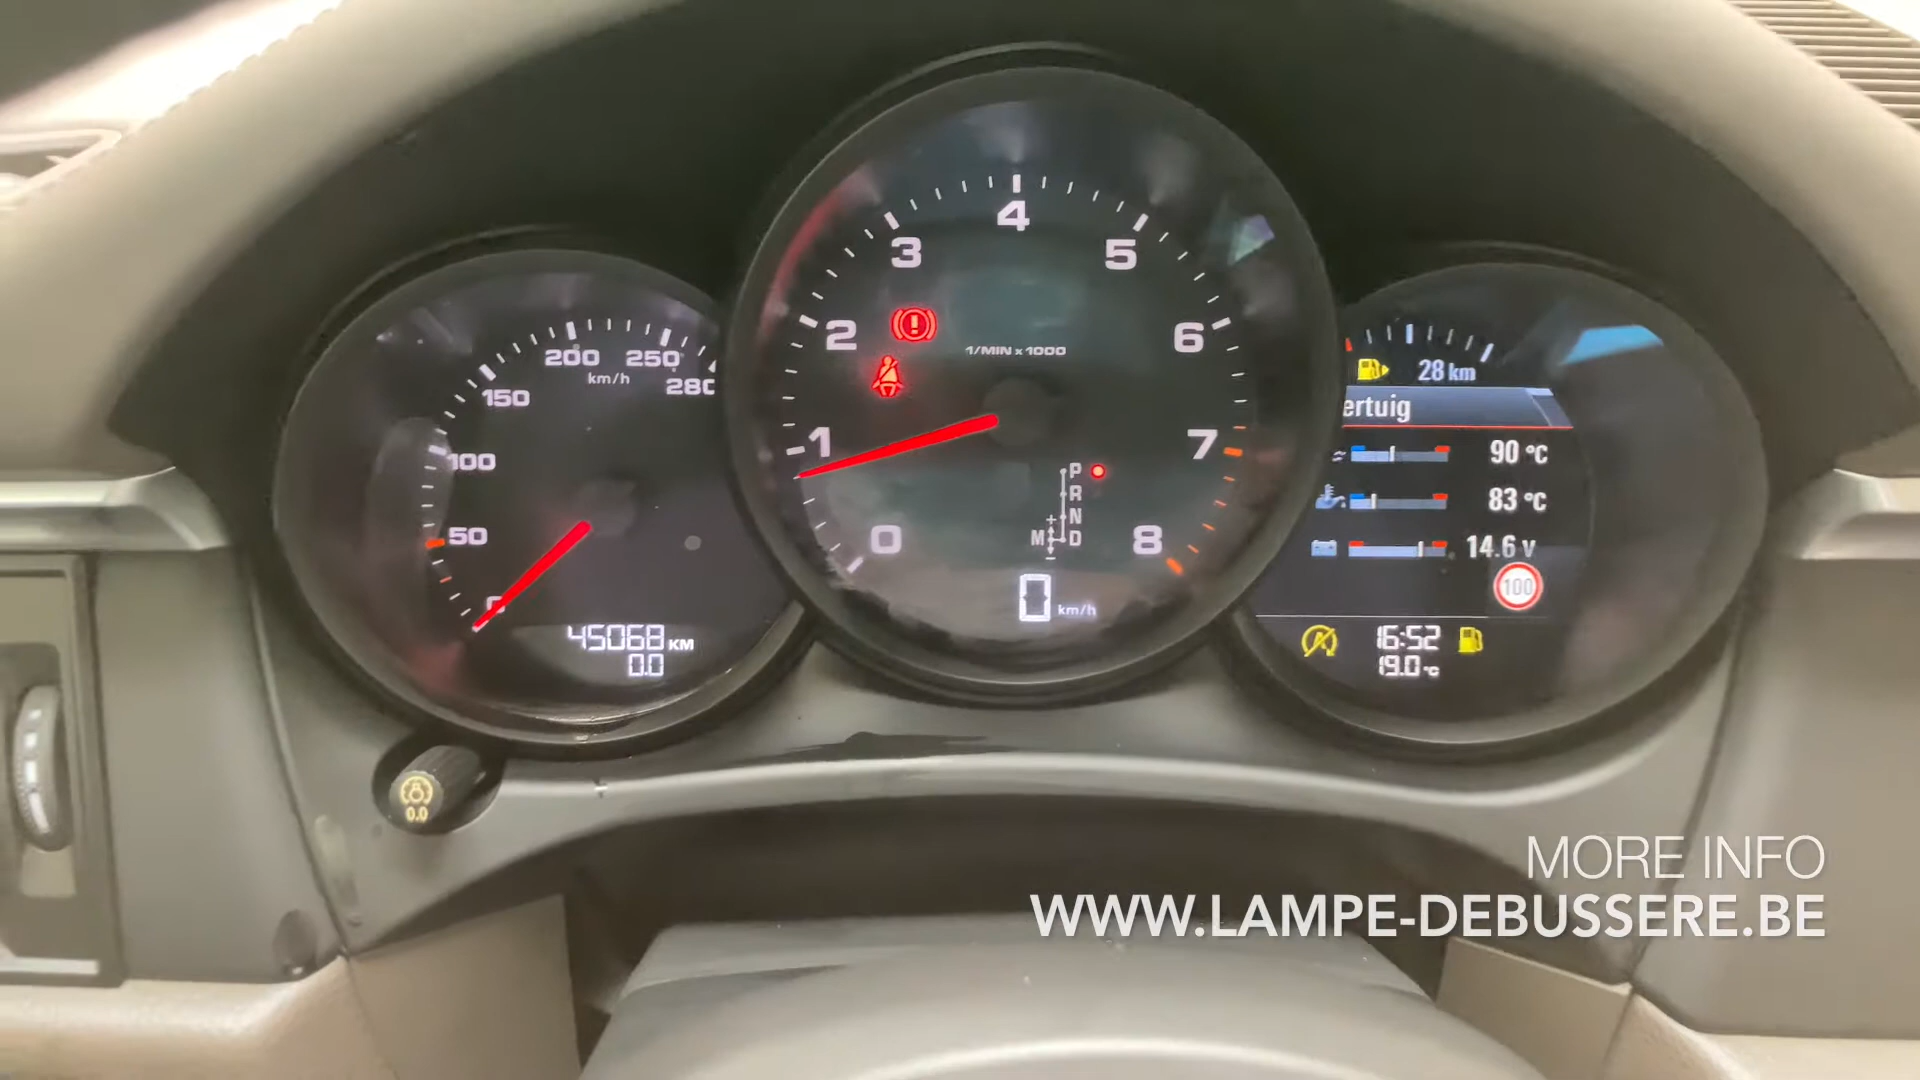 0
50
100
150
200
250
280
km/h
45068 KM
0.0
0
1
2
3
4
5
6
7
8
1/MIN x 1000
P
R
N
M D
+
-
0 km/h
28 km
ertuig
90 °C
83 °C
14.6 V
100
A
16:52
19.0 °C
0.0
MORE INFO
WWW.LAMPE-DEBUSSERE.BE